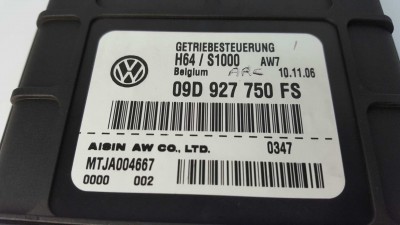 GETRIEBESTEUERUNG
H64 / S1000 AW7
Belgium ARC 10.11.06
09D 927 750 FS
AISIN AW CO., LTD. 0347
MTJA004667
0000 002